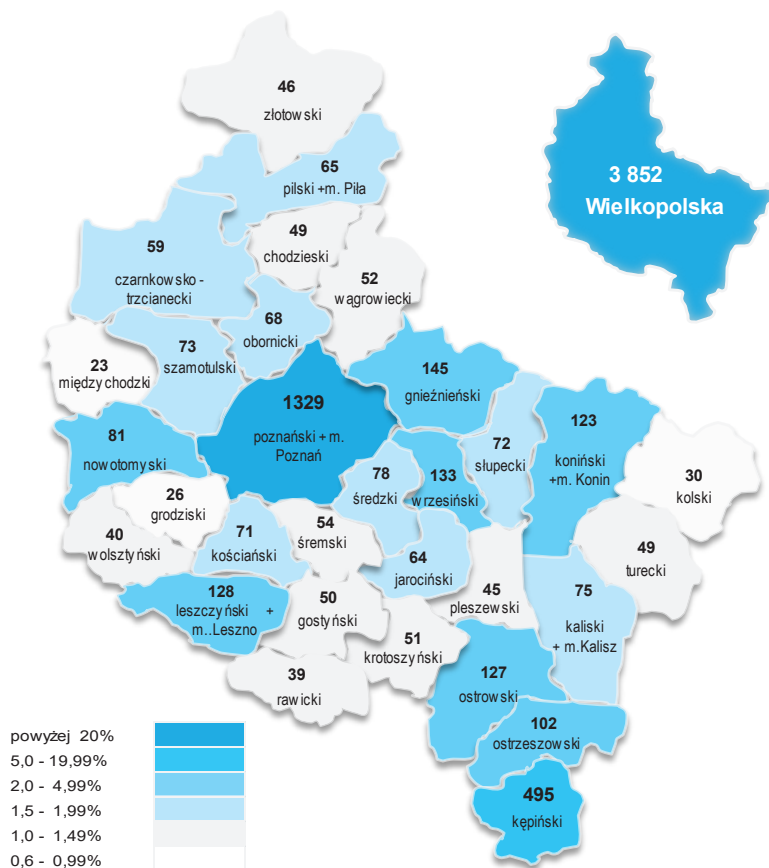 46
złotowski
3 852
Wielkopolska
65
pilski +m. Piła
49
chodzieski
59
czarnkowsko -
trzcianecki
52
wągrowiecki
68
obornicki
73
szamotulski
23
międzychodzki
145
gnieźnieński
1329
poznański + m.
Poznań
123
koniński
+m. Konin
72
słupecki
81
nowotomyski
78
średzki
133
wrzesiński
30
kolski
26
grodziski
40
wolsztyński
71
kościański
54
śremski
64
jarociński
49
turecki
128
leszczyński +
m..Leszno
50
gostyński
45
pleszewski
75
kaliski
+ m.Kalisz
51
krotoszyński
39
rawicki
127
ostrowski
102
ostrzeszowski
495
kępiński
powyżej 20%
5,0 - 19,99%
2,0 - 4,99%
1,5 - 1,99%
1,0 - 1,49%
0,6 - 0,99%